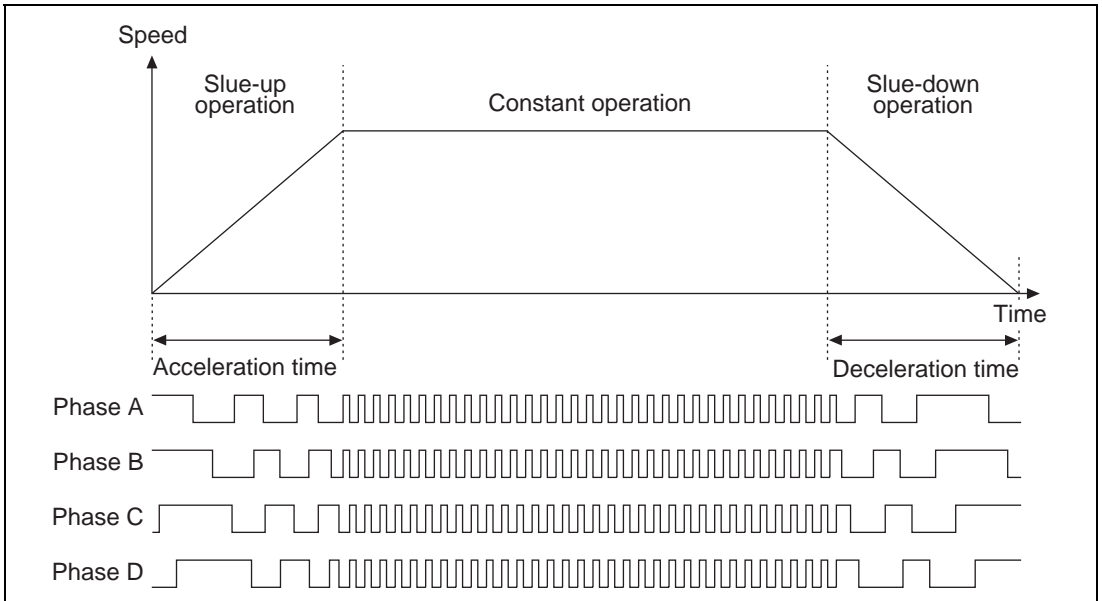 Speed
Slue-up
operation
Constant operation
Slue-down
operation
Time
Acceleration time
Deceleration time
Phase A
Phase B
Phase C
Phase D